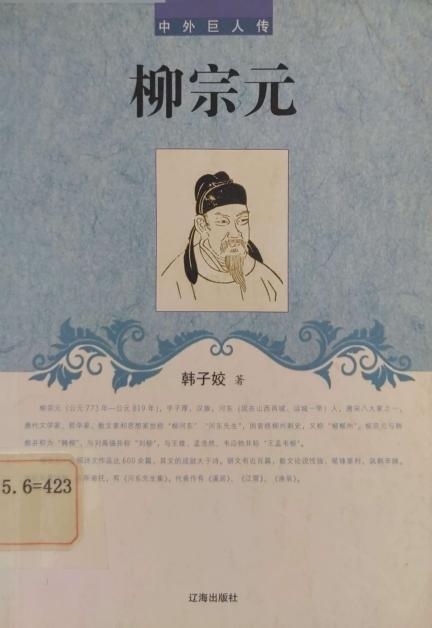 中外巨人传
柳宗元
韩子姣 著
柳宗元（公元773年—公元819年），字子厚，汉族，河东（现在山西芮城、运城一带）人，唐宋八大家之一，
唐代文学家、哲学家、散文家和思想家世称“柳河东”、“河东先生”，因官终柳州刺史，又称“柳柳州”。柳宗元与韩
愈并称为“韩柳”，与刘禹锡并称“刘柳”，与王维、孟浩然、韦应物并称“王孟韦柳”。
诗文作品达600余篇，其文的成就大于诗。骈文有近百篇，散文论说性强，笔锋犀利，讽刺辛辣。
所寄托，有《河东先生集》，代表作有《溪居》、《江雪》、《渔翁》。
5.6=423
辽海出版社